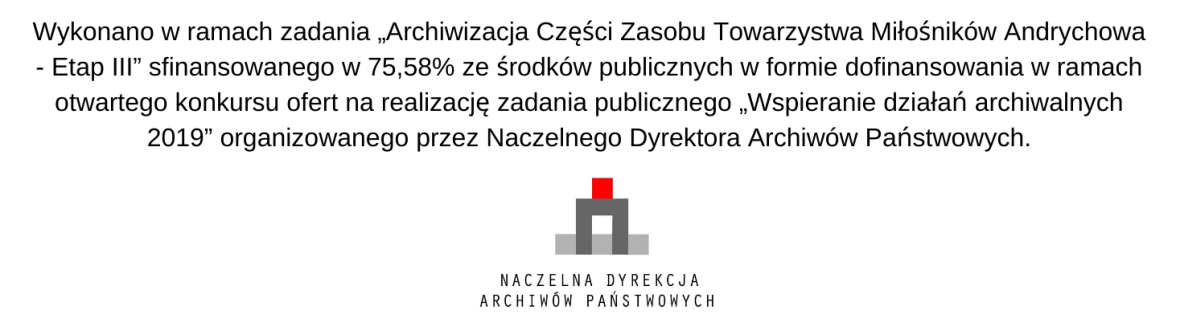 Wykonano w ramach zadania „Archiwizacja Części Zasobu Towarzystwa Miłośników Andrychowa
- Etap III” sfinansowanego w 75,58% ze środków publicznych w formie dofinansowania w ramach
otwartego konkursu ofert na realizację zadania publicznego „Wspieranie działań archiwalnych
2019” organizowanego przez Naczelnego Dyrektora Archiwów Państwowych.
NACZELNA DYREKCJA
ARCHIWÓW PAŃSTWOWYCH